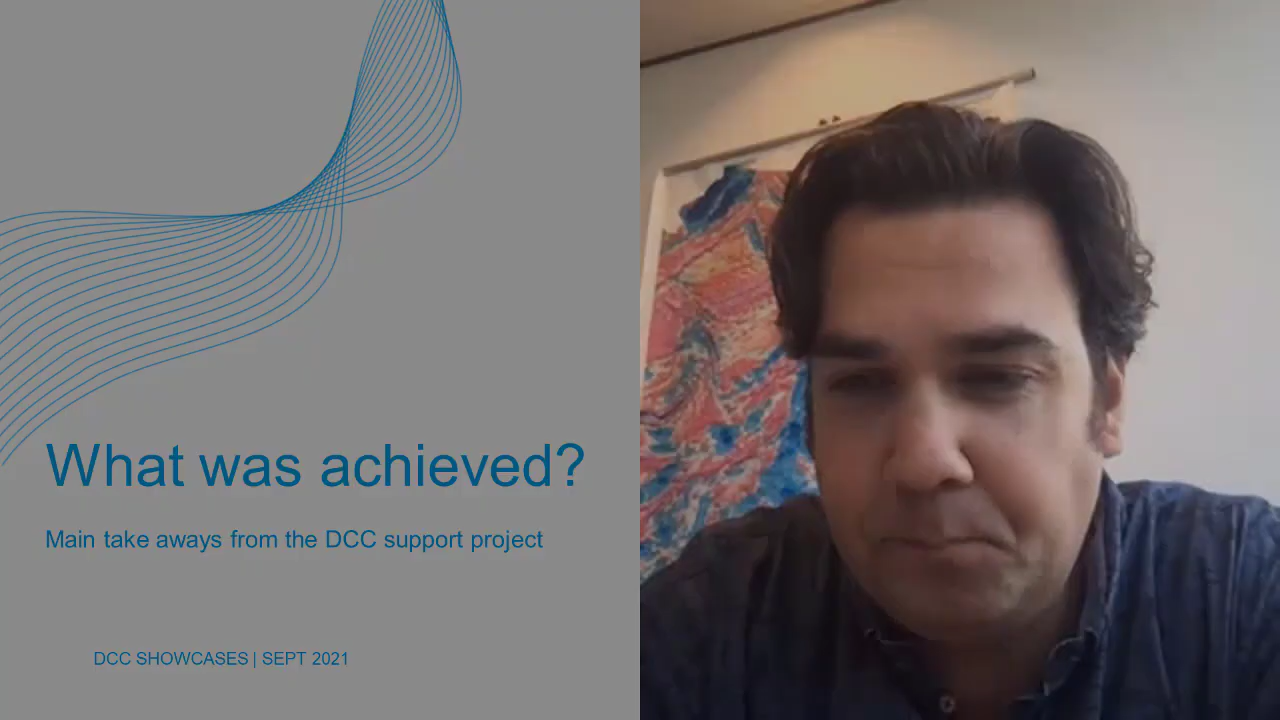 What was achieved?
Main take aways from the DCC support project
DCC SHOWCASES | SEPT 2021